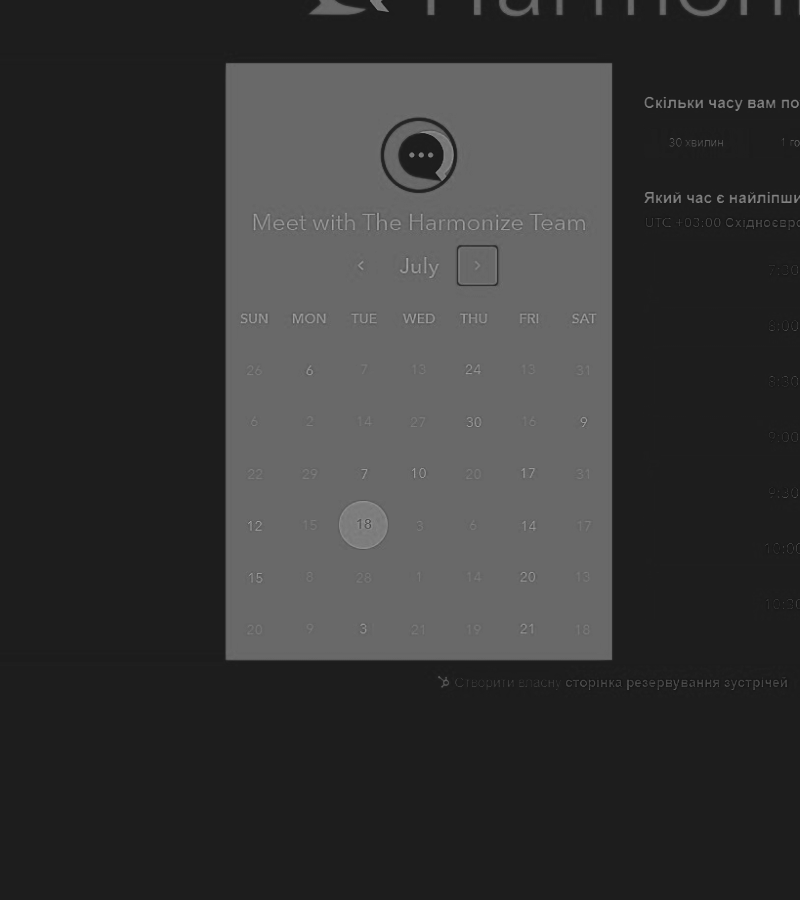 Harmoni
Meet with The Harmonize Team
July
SUN MON TUE WED THU FRI SAT
26 6 7 13 24 13 31
6 2 14 27 30 16 9
22 29 7 10 20 17 31
12 15 18 3 6 14 17
15 8 28 1 14 20 13
20 9 3 21 19 21 18
Скільки часу вам по
30 хвилин 1 го
Який час є найліпши
UTC +03:00 Східноєвро
7:30
8:00
8:30
9:00
9:30
10:00
10:30
Створити власну сторінка резервування зустрічей